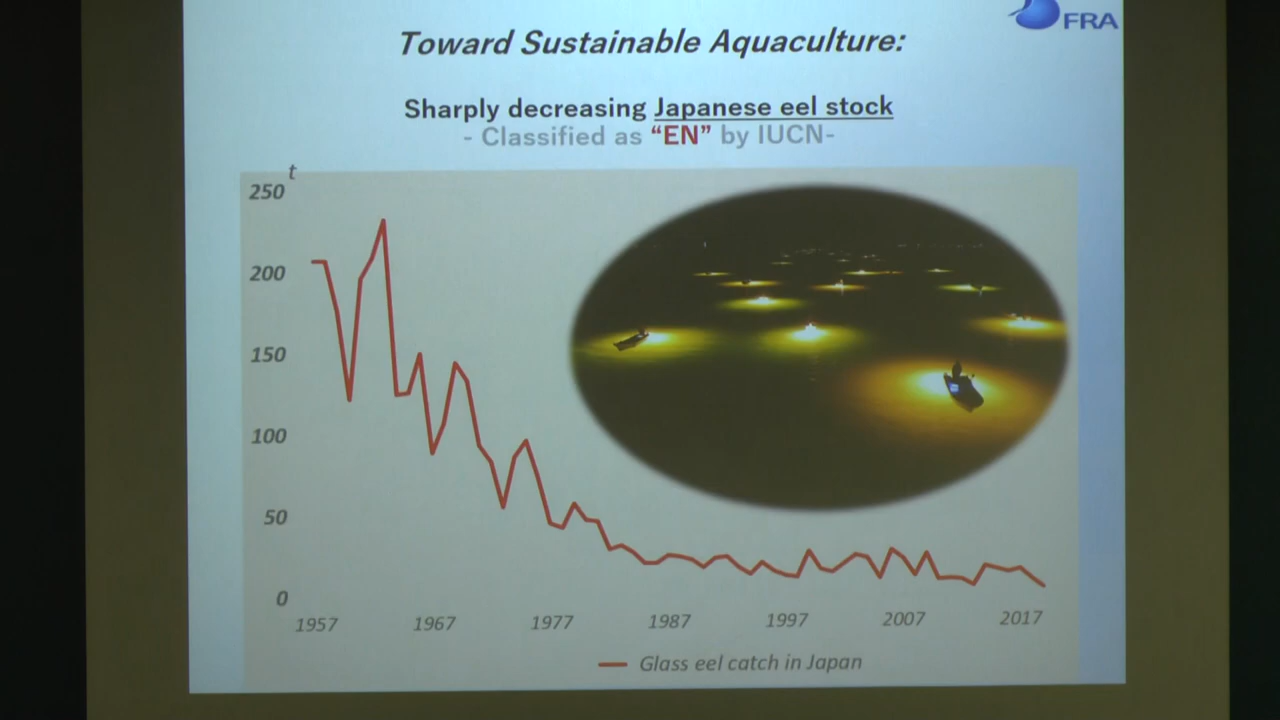 FRA
Toward Sustainable Aquaculture:
Sharply decreasing Japanese eel stock
- Classified as “EN” by IUCN-
t
250
200
150
100
50
0
1957 1967 1977 1987 1997 2007 2017
Glass eel catch in Japan